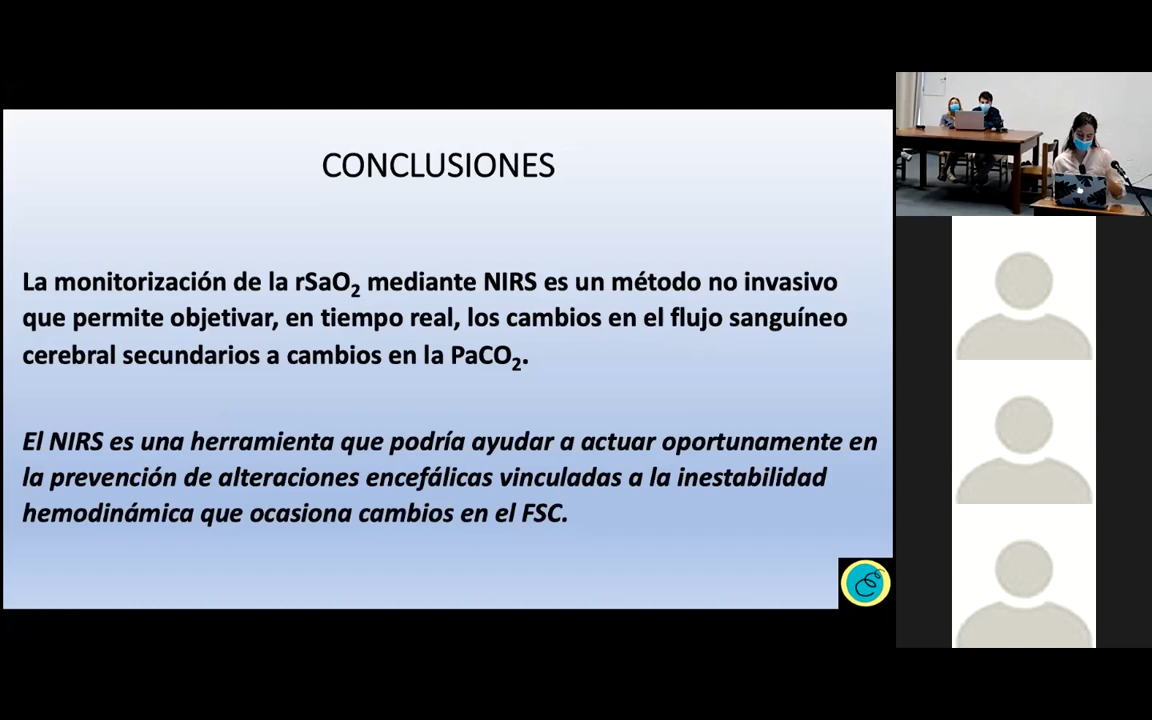 CONCLUSIONES
La monitorización de la rSaO₂ mediante NIRS es un método no invasivo
que permite objetivar, en tiempo real, los cambios en el flujo sanguíneo
cerebral secundarios a cambios en la PaCO₂.
El NIRS es una herramienta que podría ayudar a actuar oportunamente en
la prevención de alteraciones encefálicas vinculadas a la inestabilidad
hemodinámica que ocasiona cambios en el FSC.